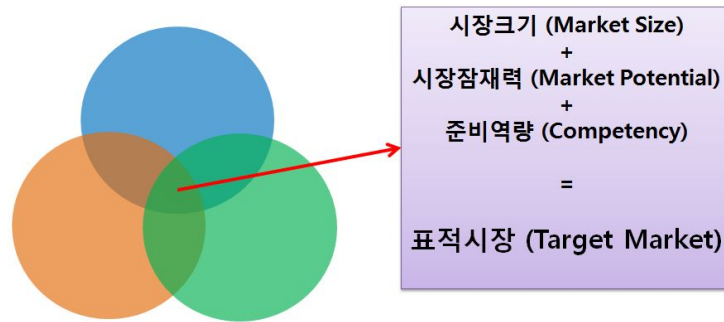 시장크기 (Market Size)
+
시장잠재력 (Market Potential)
+
준비역량 (Competency)
=
표적시장 (Target Market)